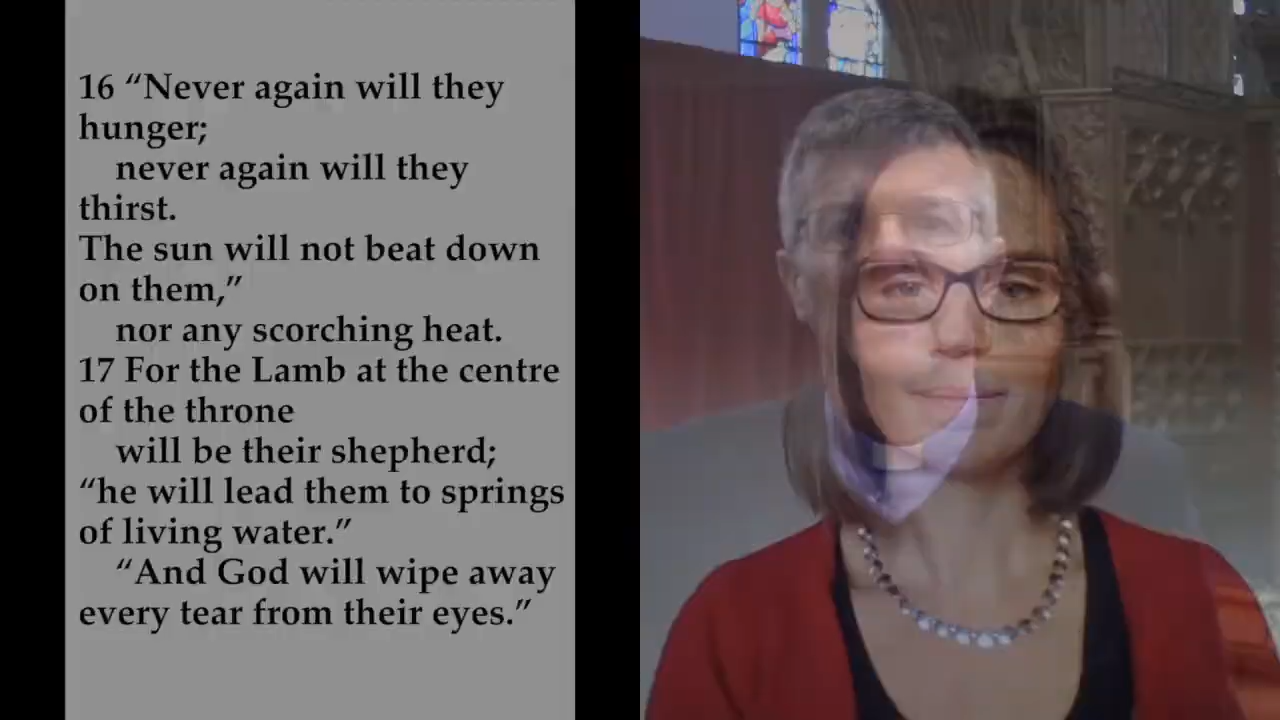 16 “Never again will they
hunger;
never again will they
thirst.
The sun will not beat down
on them,”
nor any scorching heat.
17 For the Lamb at the centre
of the throne
will be their shepherd;
“he will lead them to springs
of living water.”
“And God will wipe away
every tear from their eyes.”